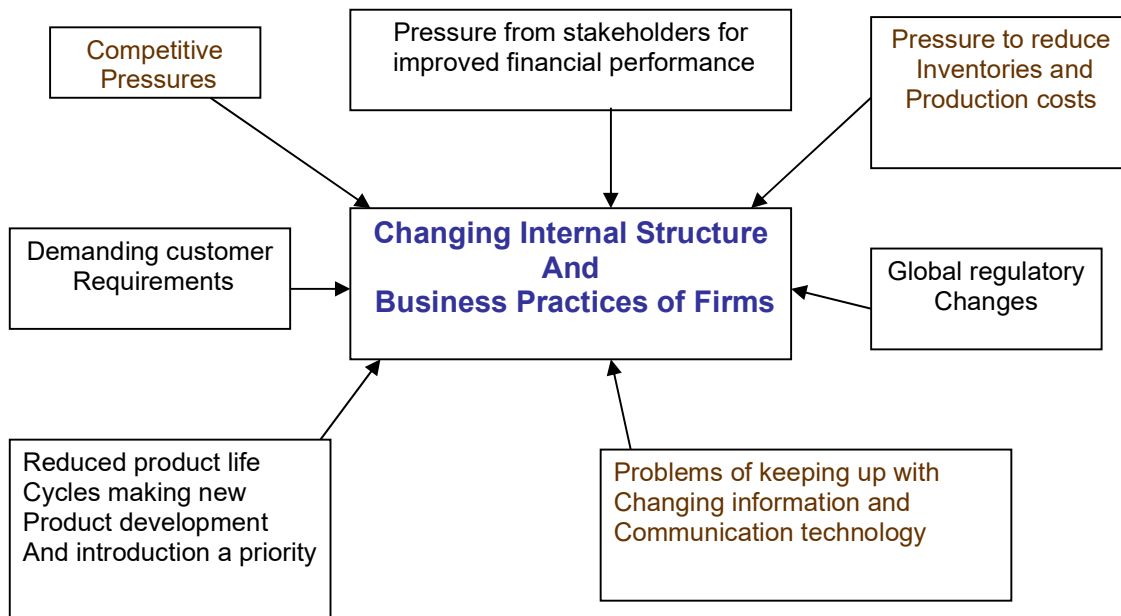 Competitive
Pressures
Pressure from stakeholders for
improved financial performance
Pressure to reduce
Inventories and
Production costs
Demanding customer
Requirements
Changing Internal Structure
And
Business Practices of Firms
Global regulatory
Changes
Reduced product life
Cycles making new
Product development
And introduction a priority
Problems of keeping up with
Changing information and
Communication technology